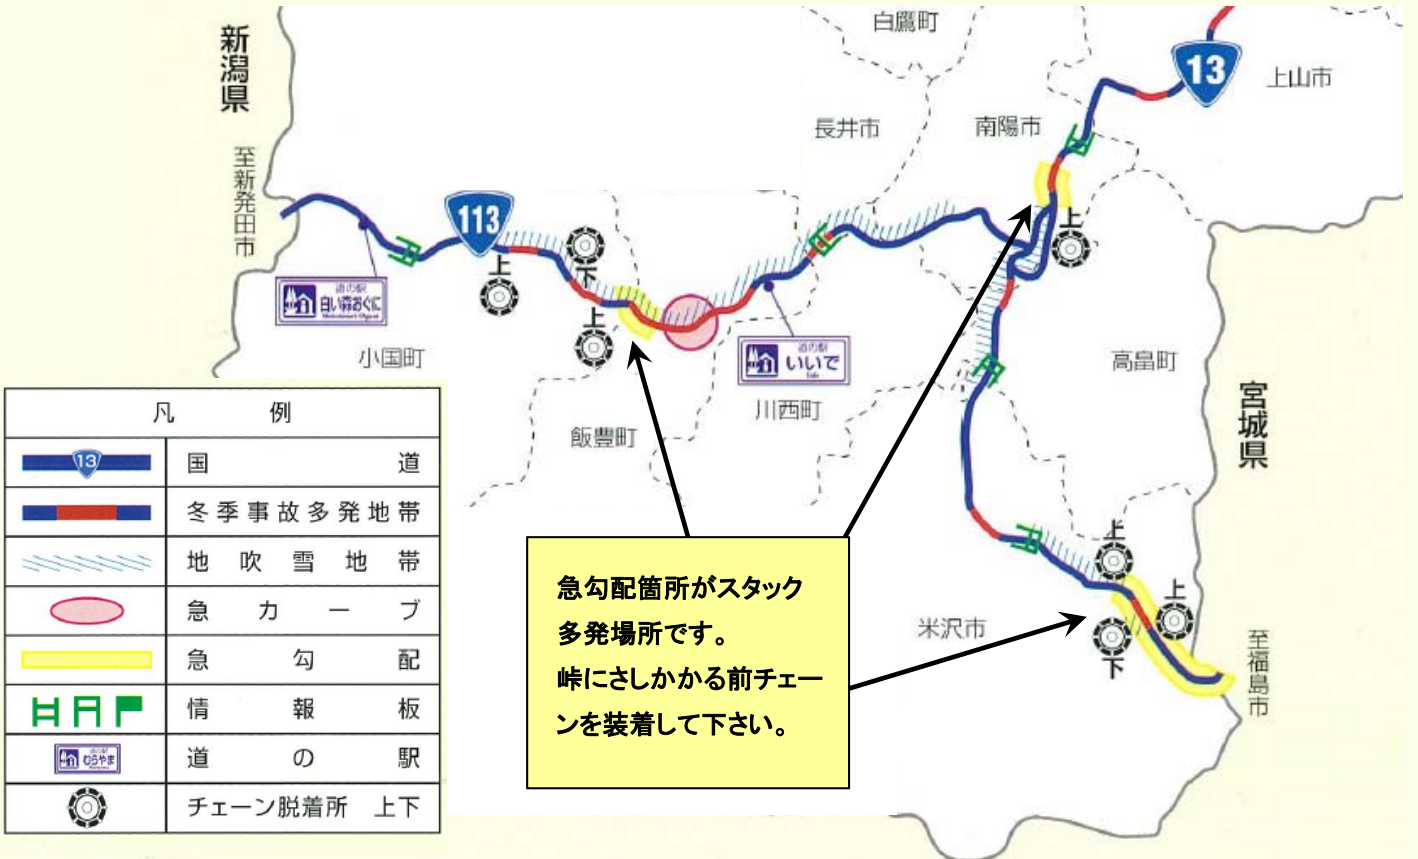 新潟県
至新発田市
白鷹町
13
上山市
長井市
南陽市
113
上
上
下
上
道の駅
白い森おぐに
道の駅
いいで
小国町
飯豊町
川西町
高畠町
宮城県
米沢市
上
上
下
至福島市
急勾配箇所がスタック
多発場所です。
峠にさしかかる前チェー
ンを装着して下さい。
凡例
13
国道
冬季事故多発地帯
地吹雪地帯
急カーブ
急勾配
情報板
道の駅
むらやま
道の駅
チェーン脱着所 上下